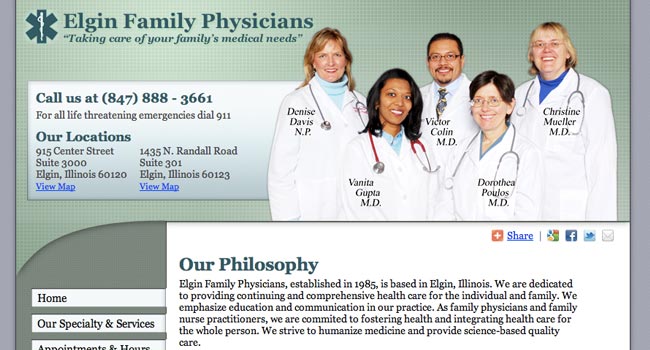 Elgin Family Physicians
“Taking care of your family’s medical needs”
Call us at (847) 888 - 3661
For all life threatening emergencies dial 911
Our Locations
915 Center Street
Suite 3000
Elgin, Illinois 60120
View Map
1435 N. Randall Road
Suite 301
Elgin, Illinois 60123
View Map
Denise
Davis
N.P.
Vanita
Gupta
M.D.
Victor
Colin
M.D.
Dorothea
Poulos
M.D.
Christine
Mueller
M.D.
Share |
Home
Our Specialty & Services
Appointments & Hours
Our Philosophy
Elgin Family Physicians, established in 1985, is based in Elgin, Illinois. We are dedicated
to providing continuing and comprehensive health care for the individual and family. We
emphasize education and communication in our practice. As family physicians and family
nurse practitioners, we are commited to fostering health and integrating health care for
the whole person. We strive to humanize medicine and provide science-based quality
care.